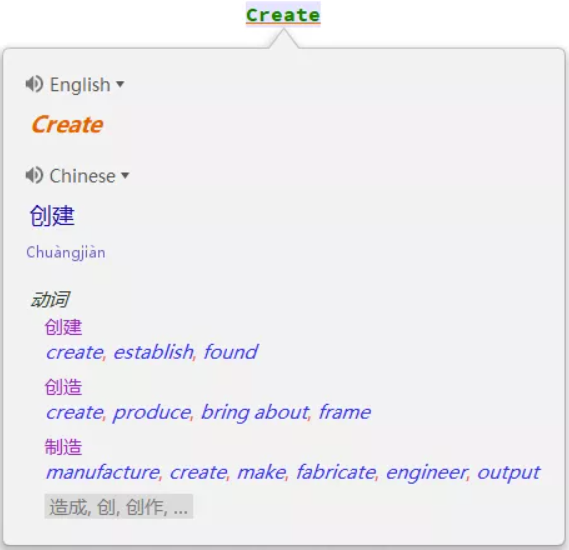 Create
English
Create
Chinese
创建
Chuàngjiàn
动词
创建
create, establish, found
创造
create, produce, bring about, frame
制造
manufacture, create, make, fabricate, engineer, output
造成, 创, 创作, ...